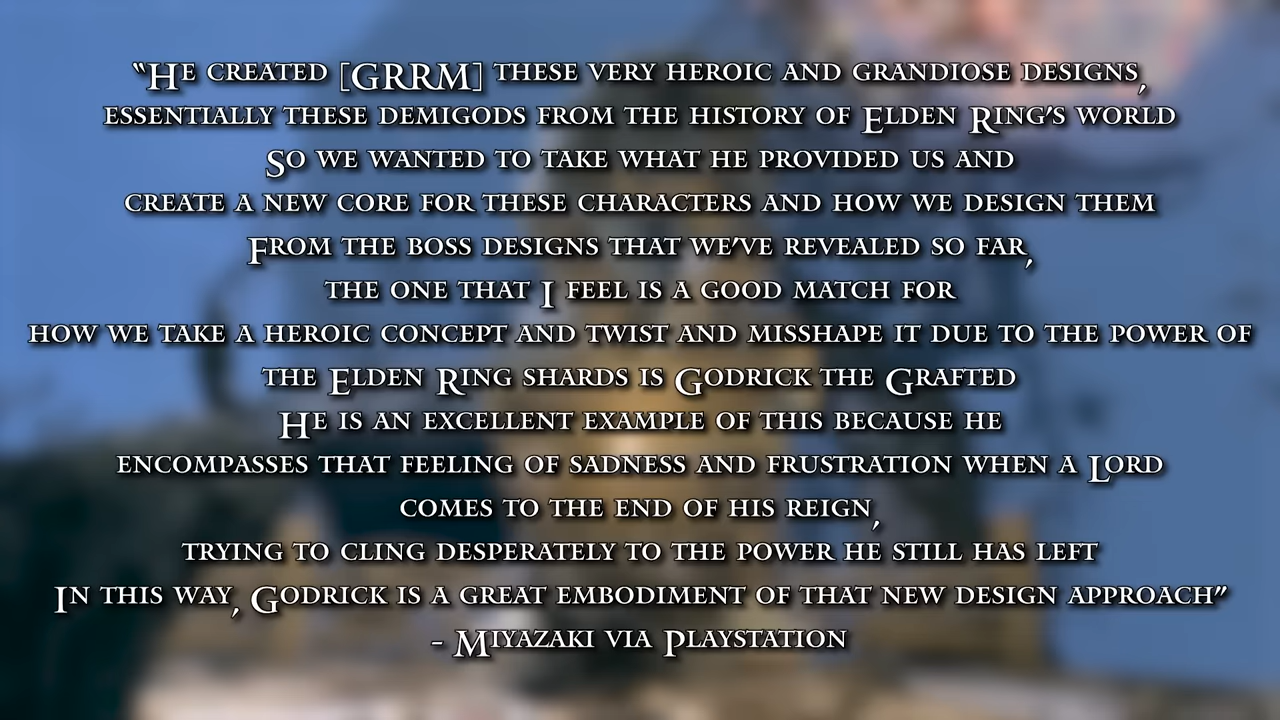 “He created [GRRM] these very heroic and grandiose designs,
essentially these demigods from the history of Elden Ring's world
So we wanted to take what he provided us and
create a new core for these characters and how we design them
From the boss designs that we've revealed so far,
the one that I feel is a good match for
how we take a heroic concept and twist and misshape it due to the power of
the Elden Ring shards is Godrick the Grafted
He is an excellent example of this because he
encompasses that feeling of sadness and frustration when a Lord
comes to the end of his reign,
trying to cling desperately to the power he still has left
In this way, Godrick is a great embodiment of that new design approach”
- Miyazaki via Playstation